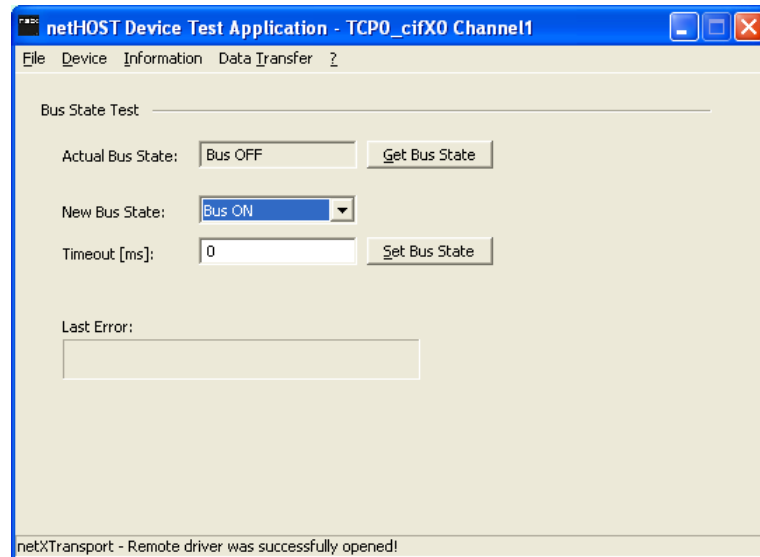 netHOST Device Test Application - TCP0_cifX0 Channel1
File Device Information Data Transfer ?
Bus State Test
Actual Bus State: Bus OFF Get Bus State
New Bus State: Bus ON
Timeout [ms]: 0 Set Bus State
Last Error:
netXTransport - Remote driver was successfully opened!